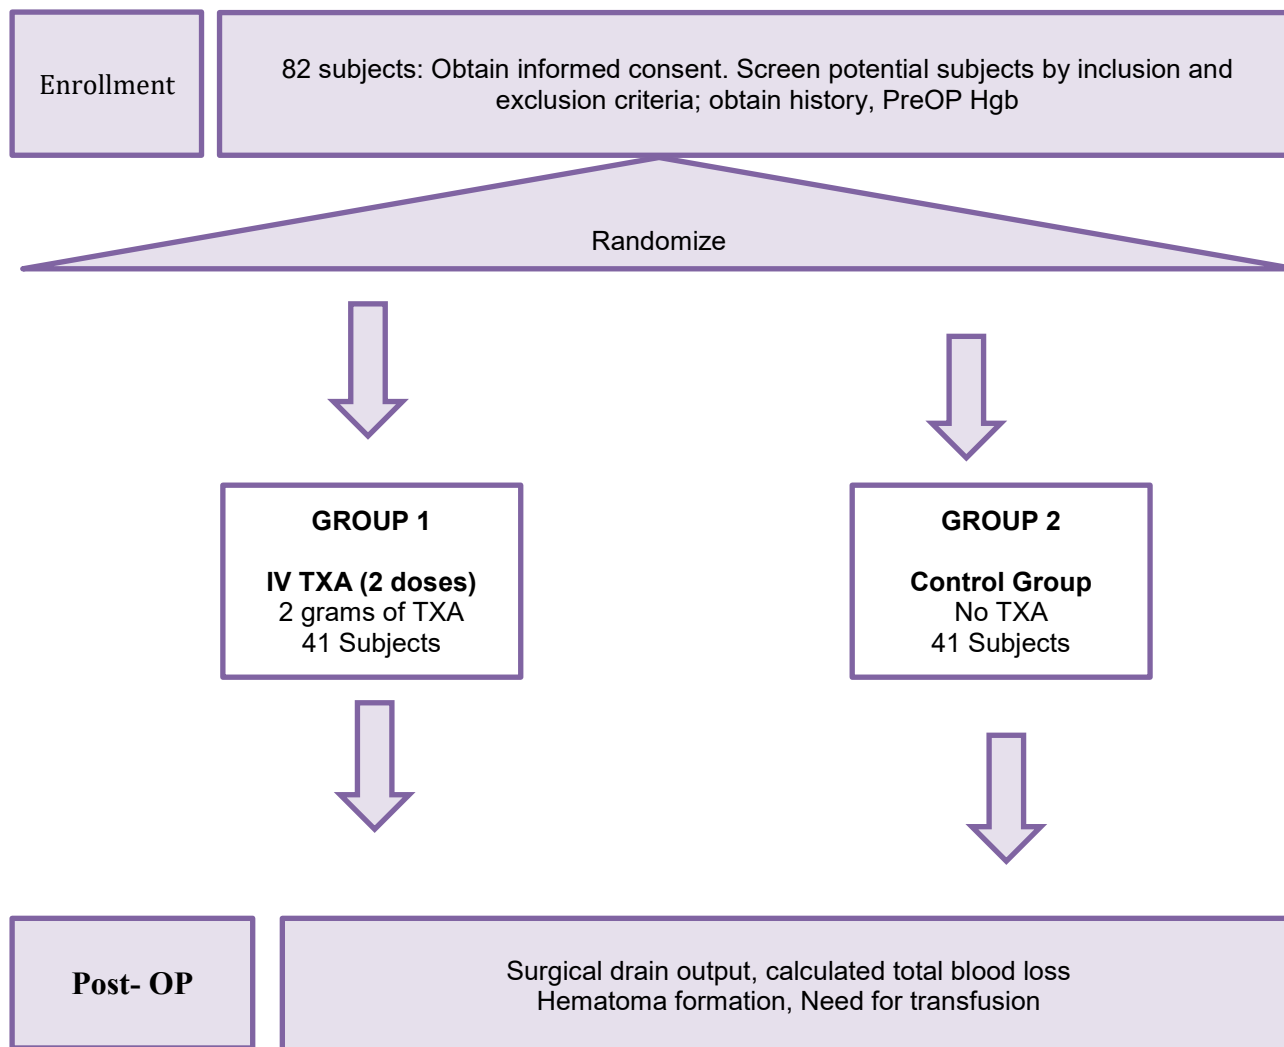 Enrollment
82 subjects: Obtain informed consent. Screen potential subjects by inclusion and
exclusion criteria; obtain history, PreOP Hgb
Randomize
GROUP 1
IV TXA (2 doses)
2 grams of TXA
41 Subjects
GROUP 2
Control Group
No TXA
41 Subjects
Post- OP
Surgical drain output, calculated total blood loss
Hematoma formation, Need for transfusion